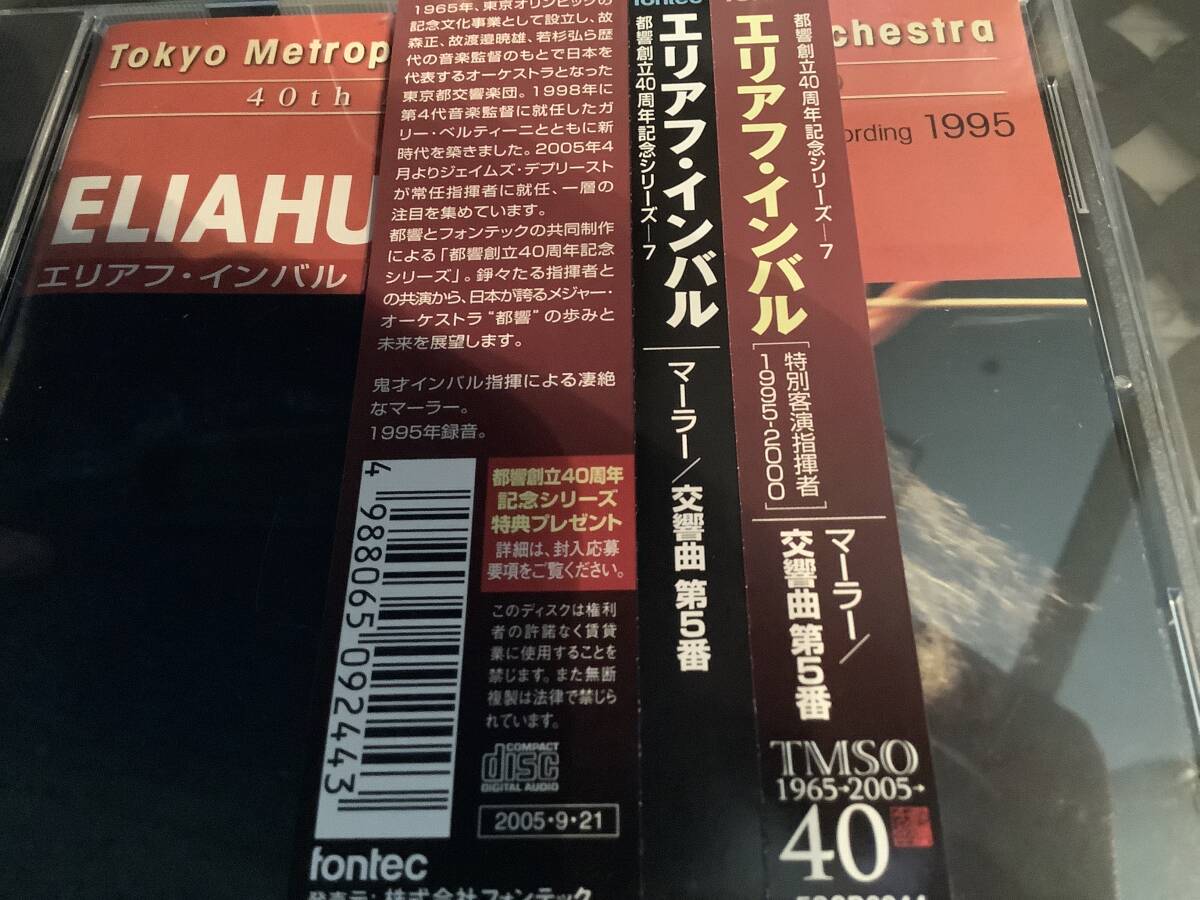 Tokyo Metrop
40th
ELIAHU
エリアフ・インバル
chestra
ording 1995
1965年、東京オリンピックの
記念文化事業として設立し、故
森正、故渡邉暁雄、若杉弘ら歴
代の音楽監督のもとで日本を
代表するオーケストラとなった
東京都交響楽団。1998年に
第4代音楽監督に就任したガ
リー・ベルティーニとともに新
時代を築きました。2005年4
月よりジェイムズ・デプリースト
が常任指揮者に就任、一層の
注目を集めています。
都響とフォンテックの共同制作
による「都響創立40周年記念
シリーズ」。錚々たる指揮者と
の共演から、日本が誇るメジャー・
オーケストラ“都響”の歩みと
未来を展望します。
鬼才インバル指揮による凄絶
なマーラー。
1995年録音。
4 988065 092443
都響創立40周年
記念シリーズ
特典プレゼント
詳細は、封入応募
要項をご覧ください。
このディスクは権利
者の許諾なく賃貸
業に使用することを
禁じます。また無断
複製は法律で禁じら
れています。
COMPACT
disc
DIGITAL AUDIO
2005・9・21
fontec
発売元：株式会社フォンテック
fontec
都響創立40周年記念シリーズ—7
エリアフ・インバル
マーラー／交響曲 第5番
都響創立40周年記念シリーズ—7
エリアフ・インバル
[特別客演指揮者
1995-2000]
マーラー／
交響曲 第5番
TMSO
1965→2005→
40